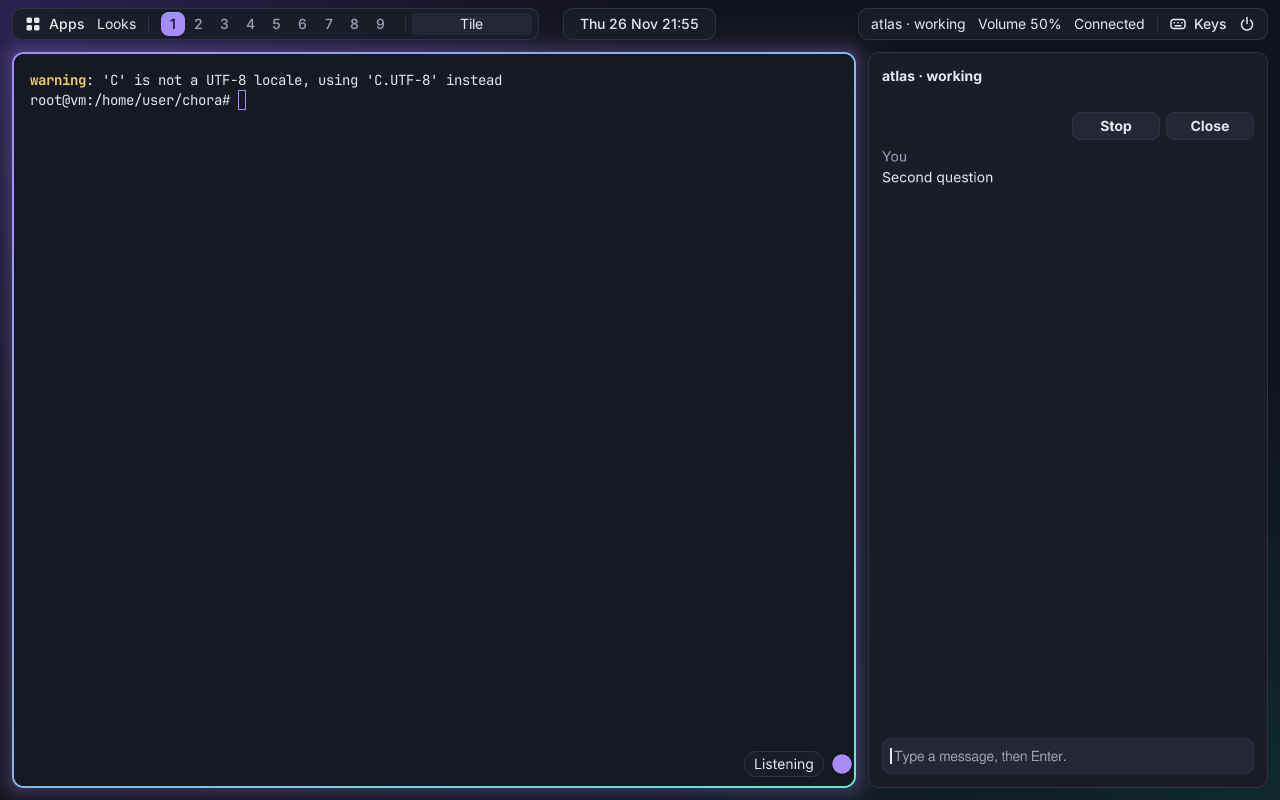 Apps Looks 1 2 3 4 5 6 7 8 9 Tile Thu 26 Nov 21:55 atlas · working Volume 50% Connected Keys
warning: 'C' is not a UTF-8 locale, using 'C.UTF-8' instead
root@vm:/home/user/chora#
Listening
atlas · working
Stop Close
You
Second question
Type a message, then Enter.